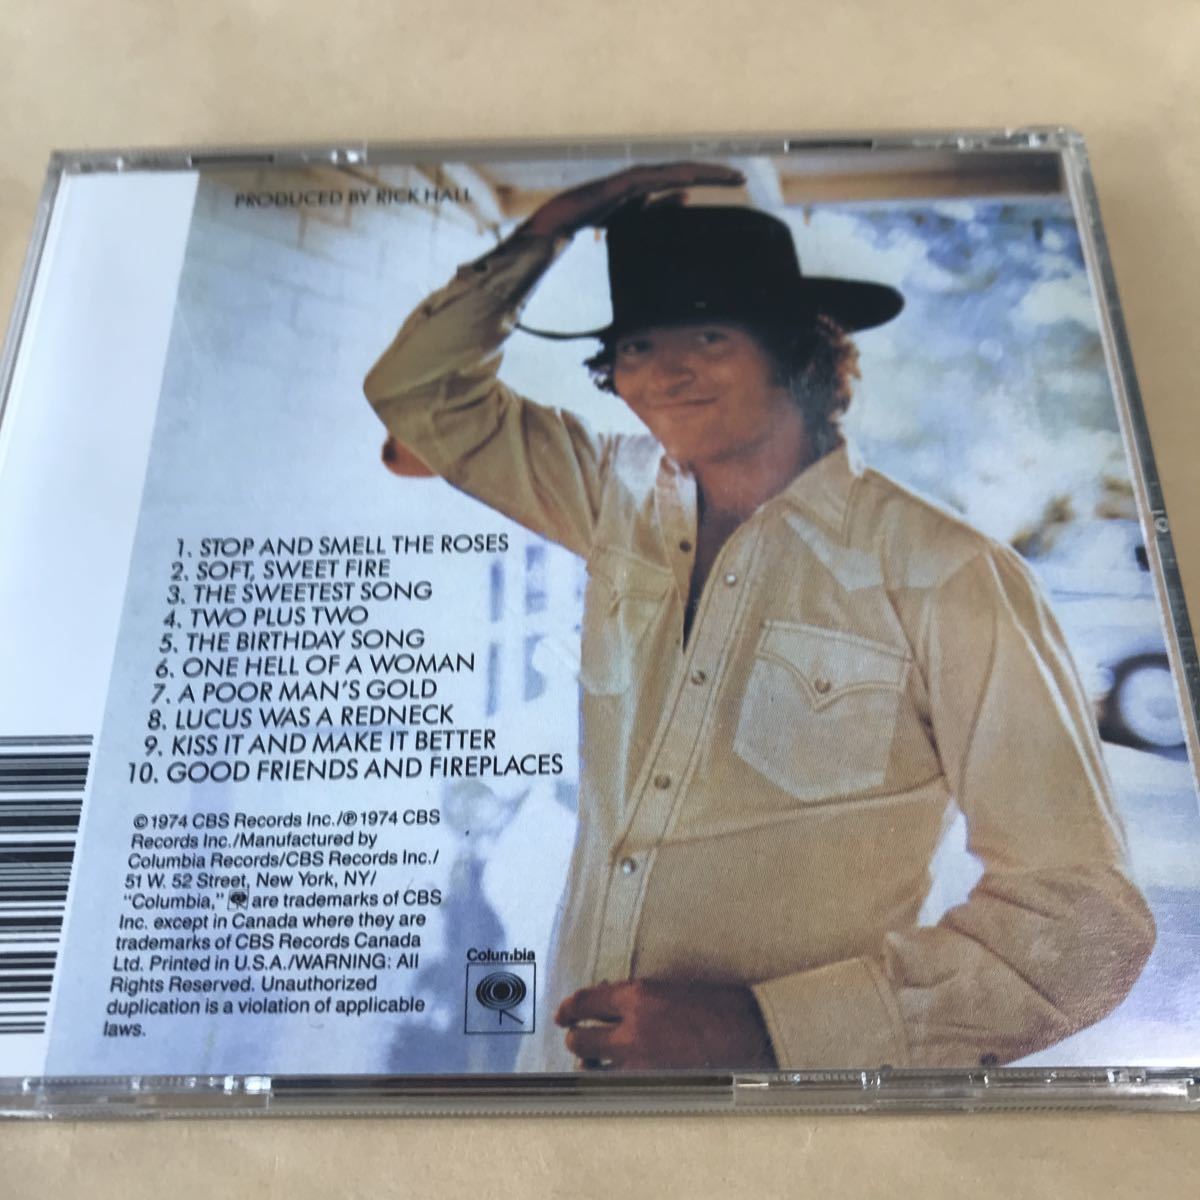 PRODUCED BY RICK HALL
1. STOP AND SMELL THE ROSES
2. SOFT, SWEET FIRE
3. THE SWEETEST SONG
4. TWO PLUS TWO
5. THE BIRTHDAY SONG
6. ONE HELL OF A WOMAN
7. A POOR MAN'S GOLD
8. LUCUS WAS A REDNECK
9. KISS IT AND MAKE IT BETTER
10. GOOD FRIENDS AND FIREPLACES
©1974 CBS Records Inc./℗1974 CBS
Records Inc./Manufactured by
Columbia Records/CBS Records Inc./
51 W. 52 Street, New York, NY/
"Columbia," are trademarks of CBS
Inc. except in Canada where they are
trademarks of CBS Records Canada
Ltd. Printed in U.S.A./WARNING: All
Rights Reserved. Unauthorized
duplication is a violation of applicable
laws.
Columbia